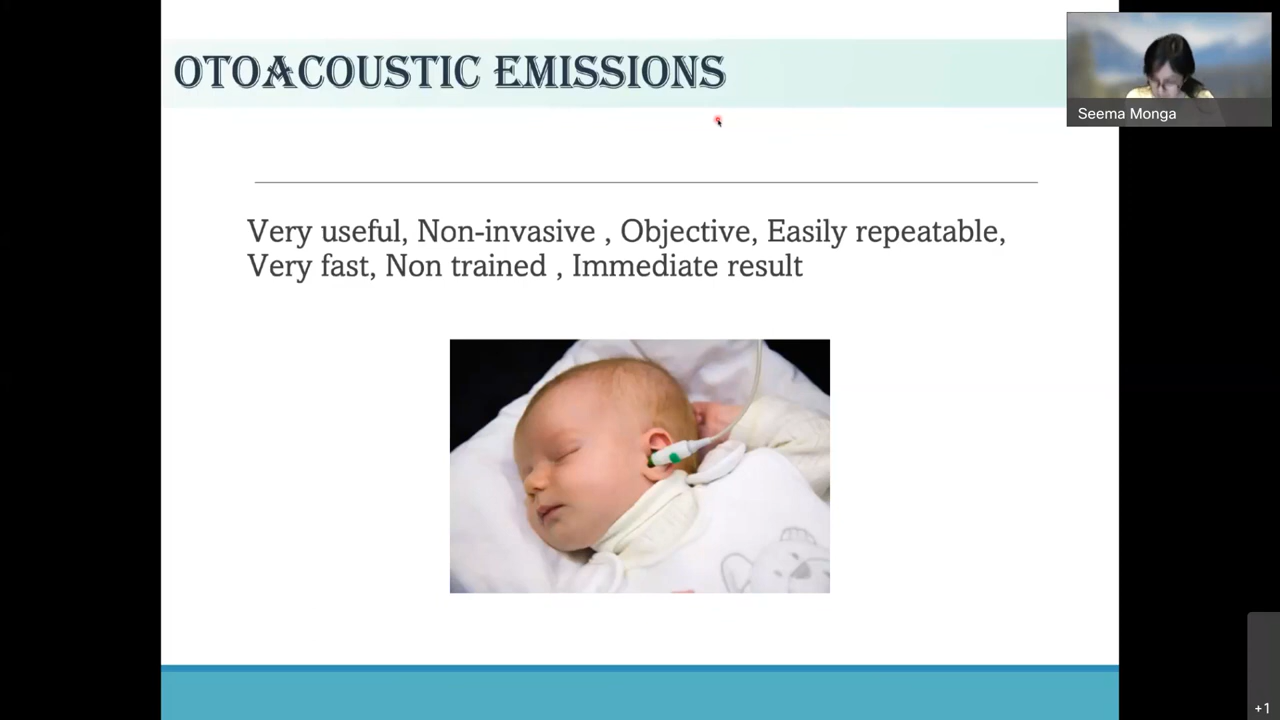 OTOACOUSTIC EMISSIONS
Seema Monga
Very useful, Non-invasive , Objective, Easily repeatable,
Very fast, Non trained , Immediate result
+1